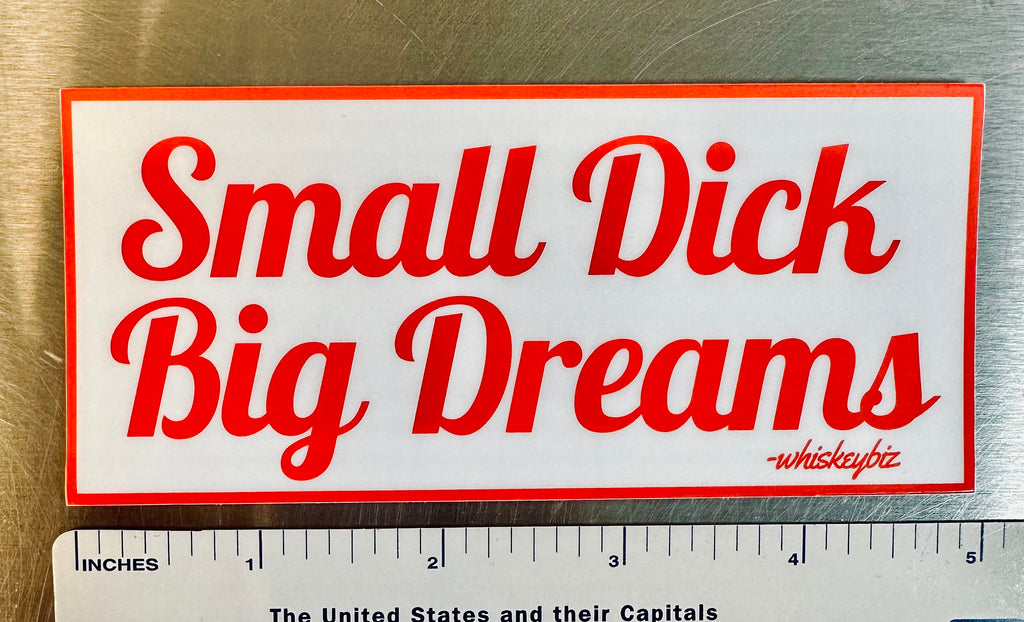 Small Dick
Big Dreams
-whiskeybiz
INCHES 1 2 3 4 5
The United States and their Capitals